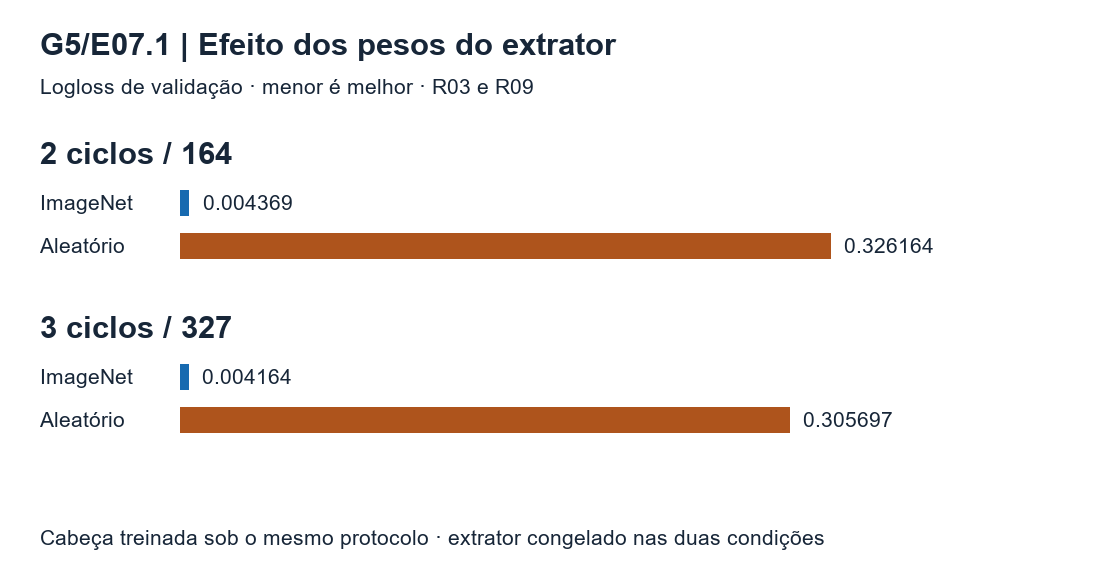 G5/E07.1 | Efeito dos pesos do extrator
Logloss de validação · menor é melhor · R03 e R09
2 ciclos / 164
ImageNet 0.004369
Aleatório 0.326164
3 ciclos / 327
ImageNet 0.004164
Aleatório 0.305697
Cabeça treinada sob o mesmo protocolo · extrator congelado nas duas condições